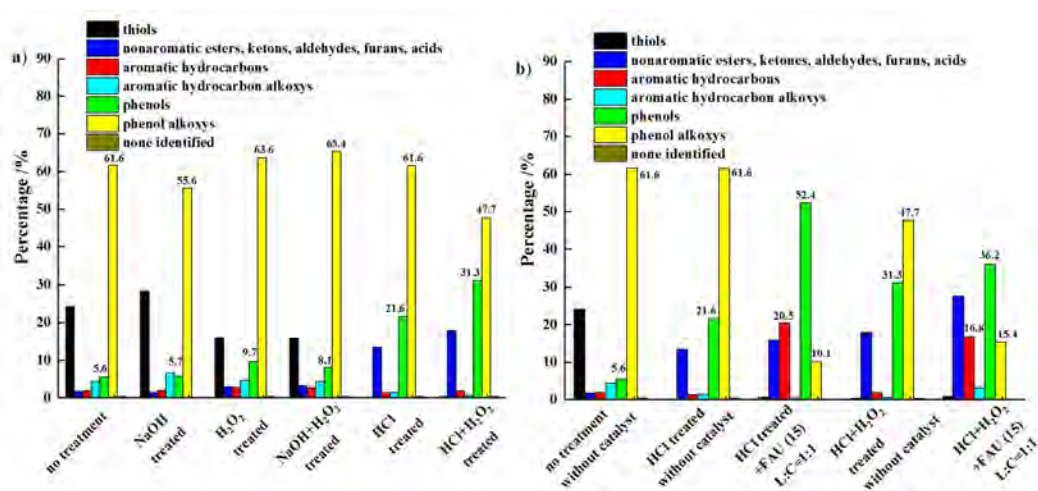 a)
thiols
nonaromatic esters, ketons, aldehydes, furans, acids
aromatic hydrocarbons
aromatic hydrocarbon alkoxys
phenols
phenol alkoxys
none identified
Percentage /%
90
80
70
60
50
40
30
20
10
0
5.6
61.6
5.7
55.6
9.7
63.6
8.1
65.4
21.6
61.6
31.3
47.7
no treatment
NaOH
treated
H₂O₂
treated
NaOH+H₂O₂
treated
HCl
treated
HCl+H₂O₂
treated
b)
thiols
nonaromatic esters, ketones, aldehydes, furans, acids
aromatic hydrocarbons
aromatic hydrocarbon alkoxys
phenols
phenol alkoxys
none identified
Percentage /%
90
80
70
60
50
40
30
20
10
0
5.6
61.6
21.6
61.6
20.5
52.4
10.1
31.3
47.7
16.8
36.2
15.4
no treatment
without catalyst
HCl treated
without catalyst
HCl treated
+FAU (15)
L:C=1:1
HCl+H₂O₂
treated
without catalyst
HCl+H₂O₂
+FAU (15)
L:C=1:1